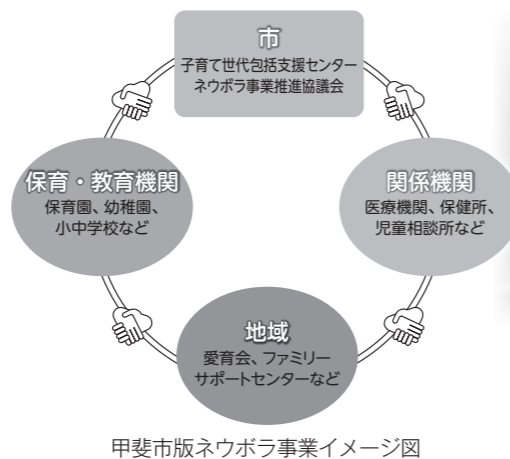 市
子育て世代包括支援センター
ネウボラ事業推進協議会
保育・教育機関
保育園、幼稚園、
小中学校など
関係機関
医療機関、保健所、
児童相談所など
地域
愛育会、ファミリー
サポートセンターなど
甲斐市版ネウボラ事業イメージ図